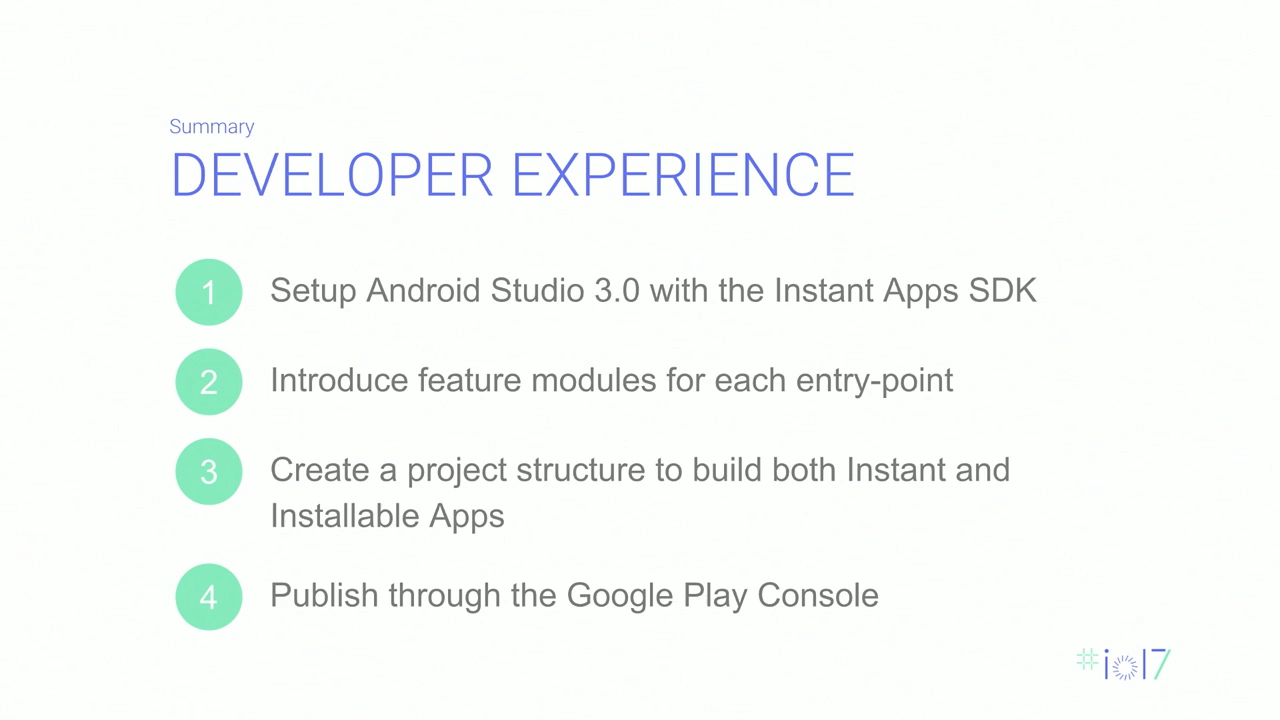 Summary
DEVELOPER EXPERIENCE
1 Setup Android Studio 3.0 with the Instant Apps SDK
2 Introduce feature modules for each entry-point
3 Create a project structure to build both Instant and
Installable Apps
4 Publish through the Google Play Console
#io17